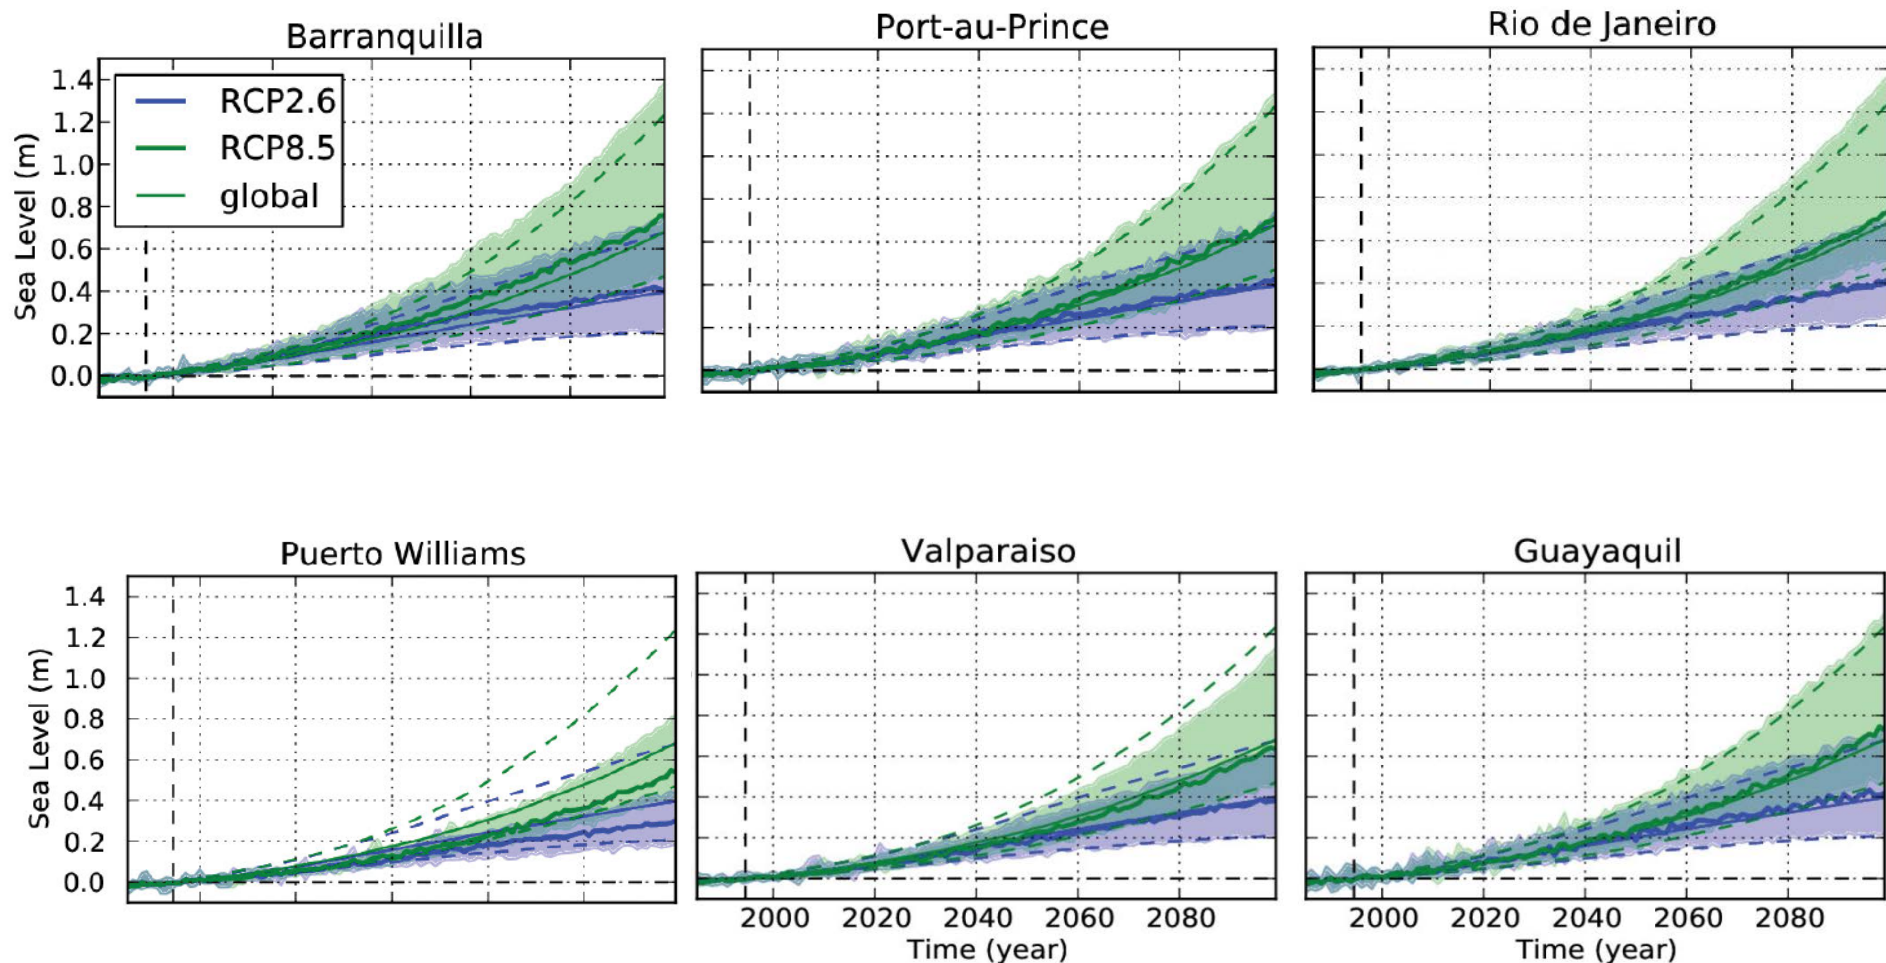 Barranquilla
Port-au-Prince
Rio de Janeiro
1.4
1.2
1.0
0.8
0.6
0.4
0.2
0.0
Sea Level (m)
RCP2.6
RCP8.5
global
Puerto Williams
Valparaiso
Guayaquil
1.4
1.2
1.0
0.8
0.6
0.4
0.2
0.0
Sea Level (m)
2000 2020 2040 2060 2080
Time (year)
2000 2020 2040 2060 2080
Time (year)